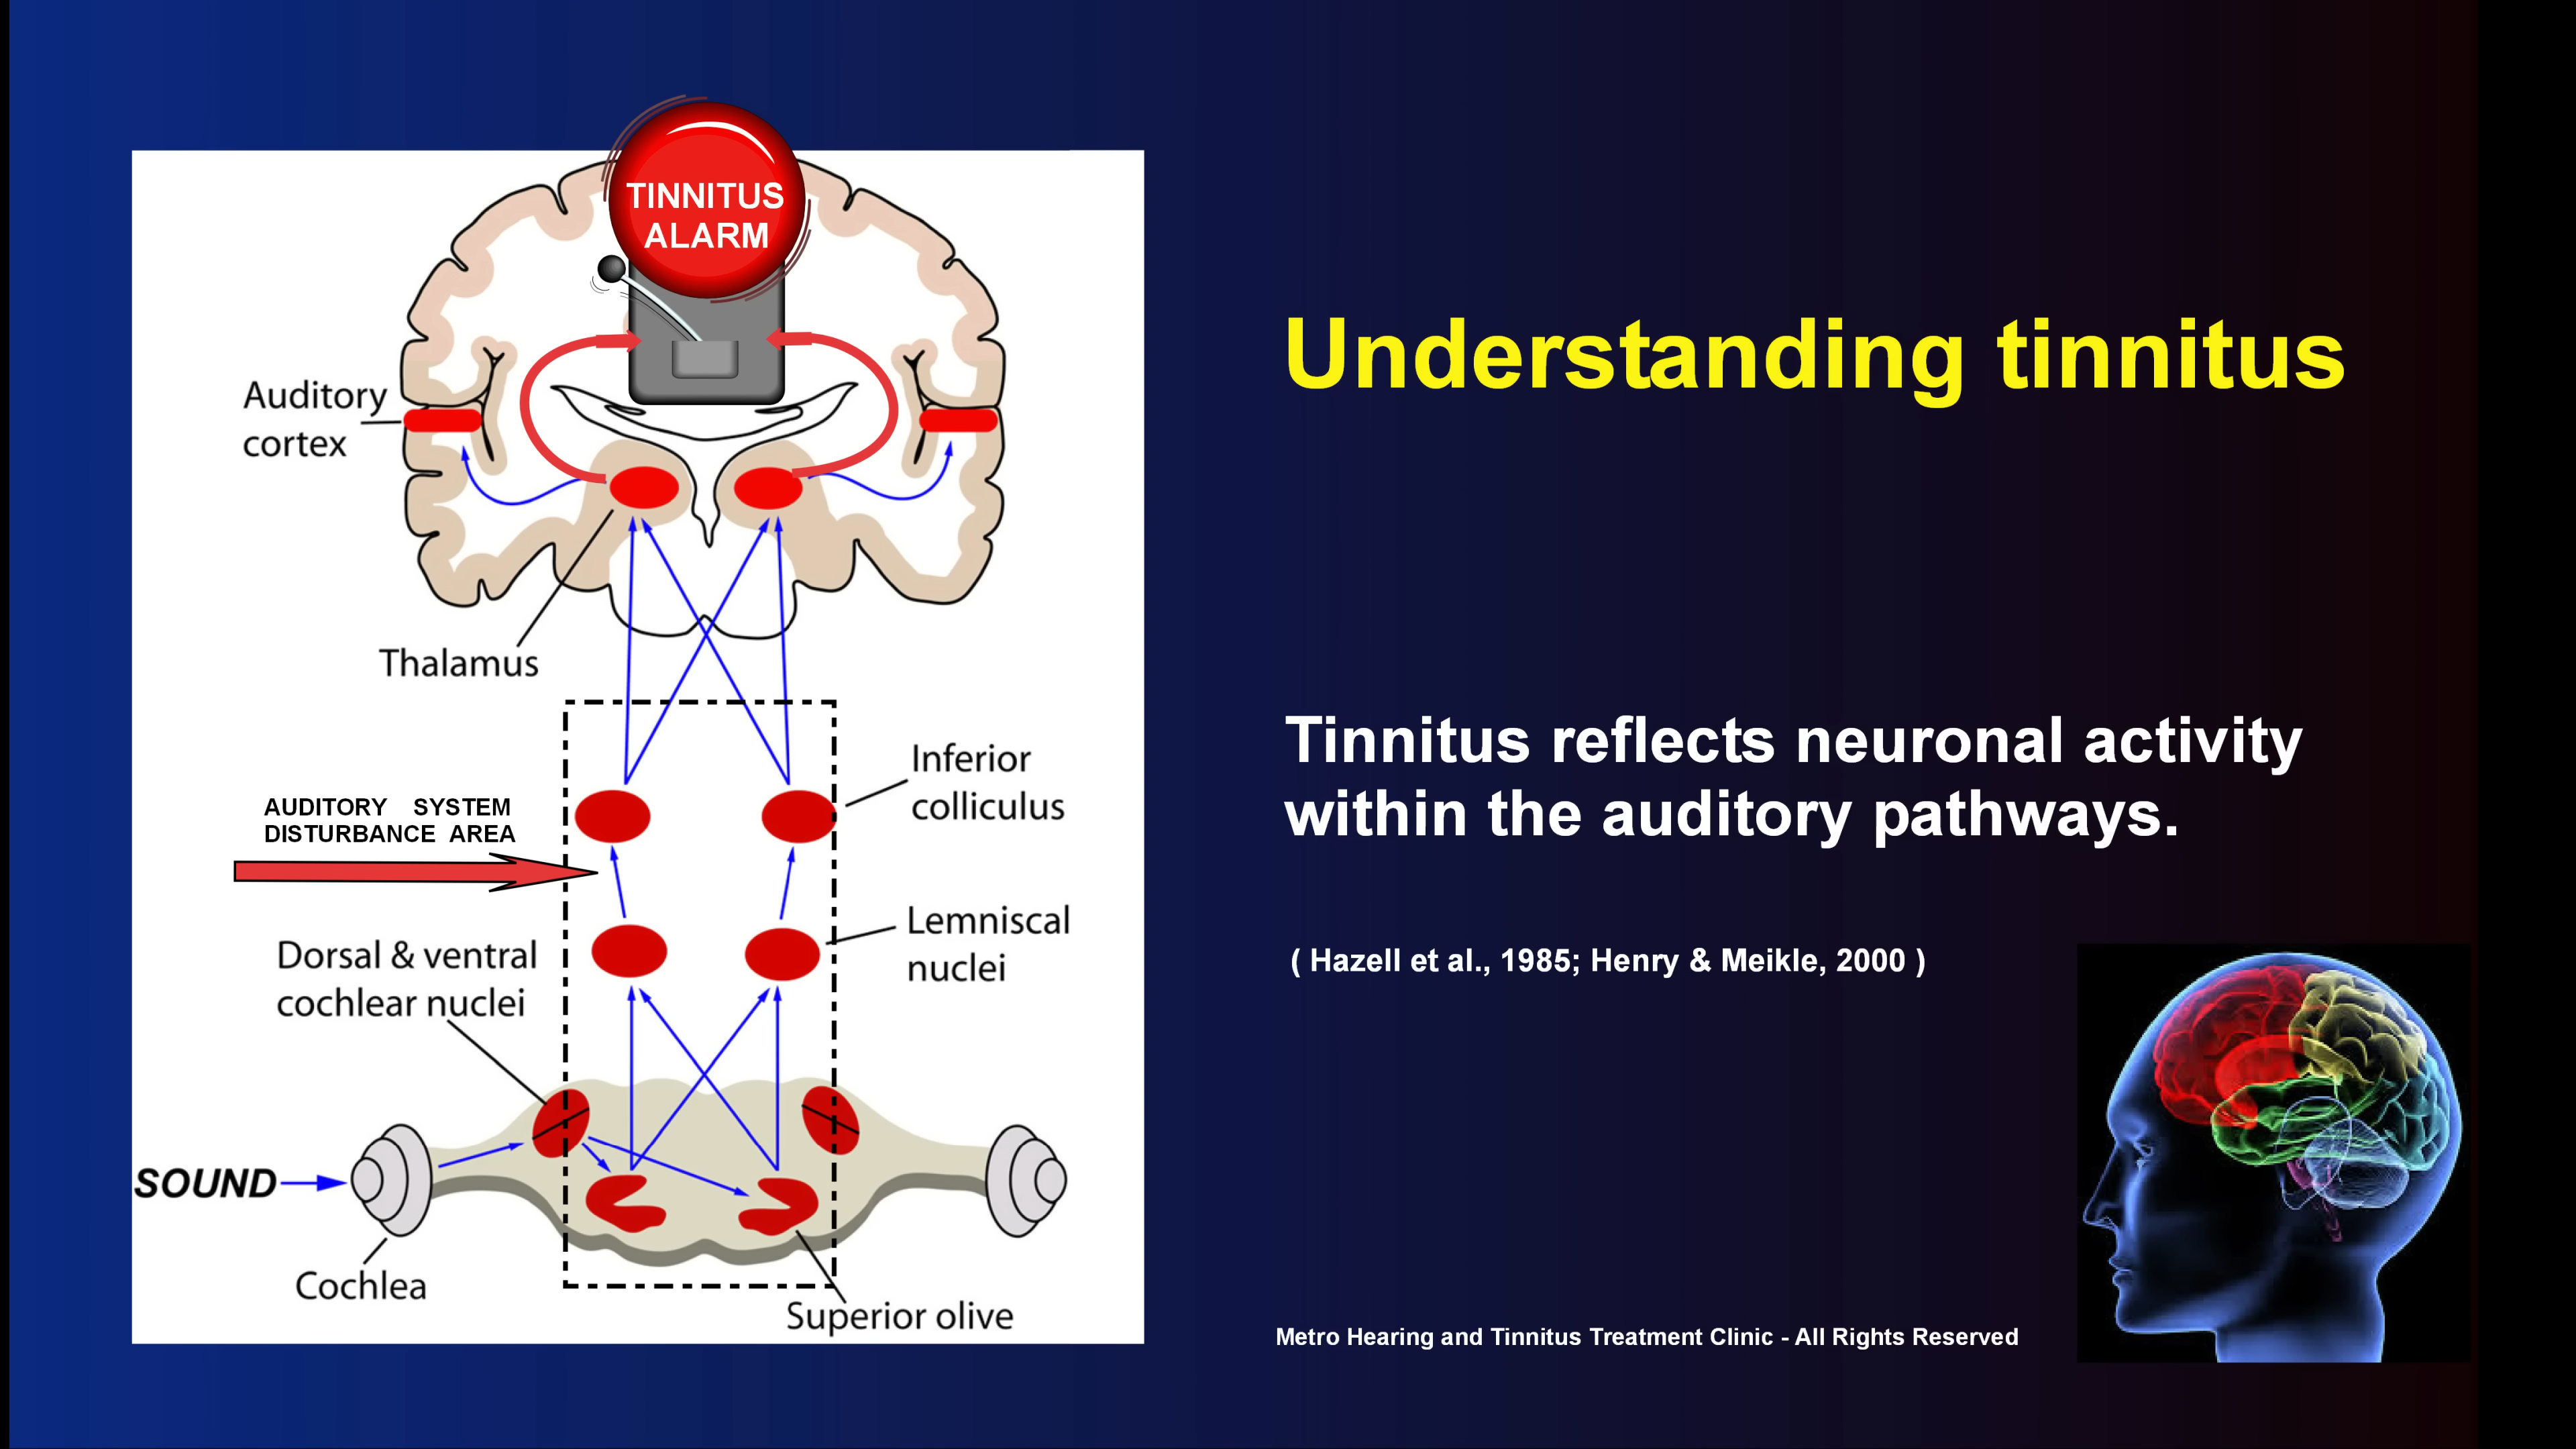 TINNITUS
ALARM
Auditory
cortex
Thalamus
Inferior
colliculus
AUDITORY SYSTEM
DISTURBANCE AREA
Lemniscal
nuclei
Dorsal & ventral
cochlear nuclei
SOUND
Cochlea
Superior olive
Understanding tinnitus
Tinnitus reflects neuronal activity
within the auditory pathways.
( Hazell et al., 1985; Henry & Meikle, 2000 )
Metro Hearing and Tinnitus Treatment Clinic - All Rights Reserved